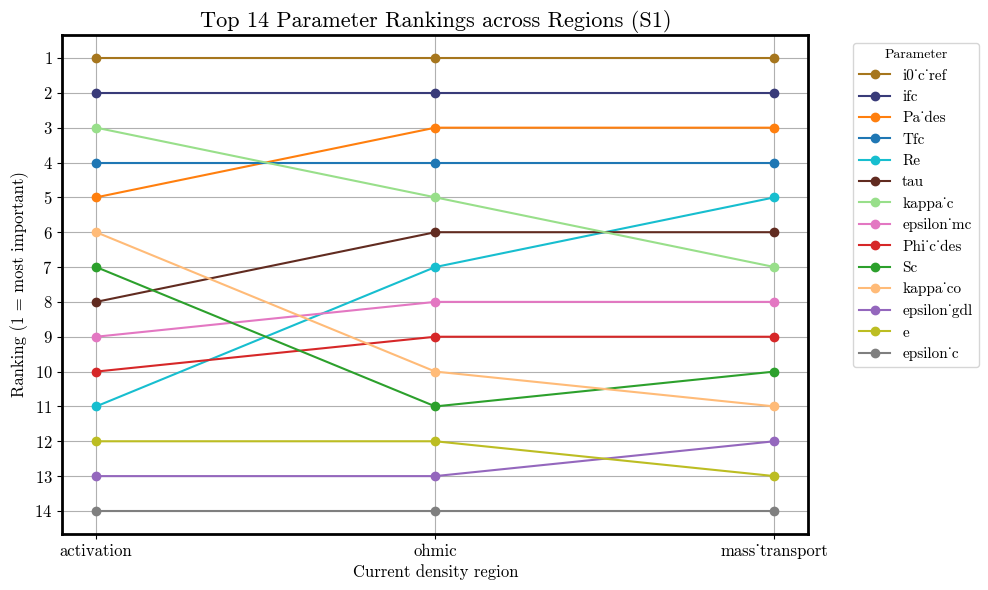 Top 14 Parameter Rankings across Regions (S1)
Ranking (1 = most important)
1
2
3
4
5
6
7
8
9
10
11
12
13
14
activation
ohmic
mass˙transport
Current density region
Parameter
i0˙c˙ref
ifc
Pa˙des
Tfc
Re
tau
kappa˙c
epsilon˙mc
Phi˙c˙des
Sc
kappa˙co
epsilon˙gdl
e
epsilon˙c